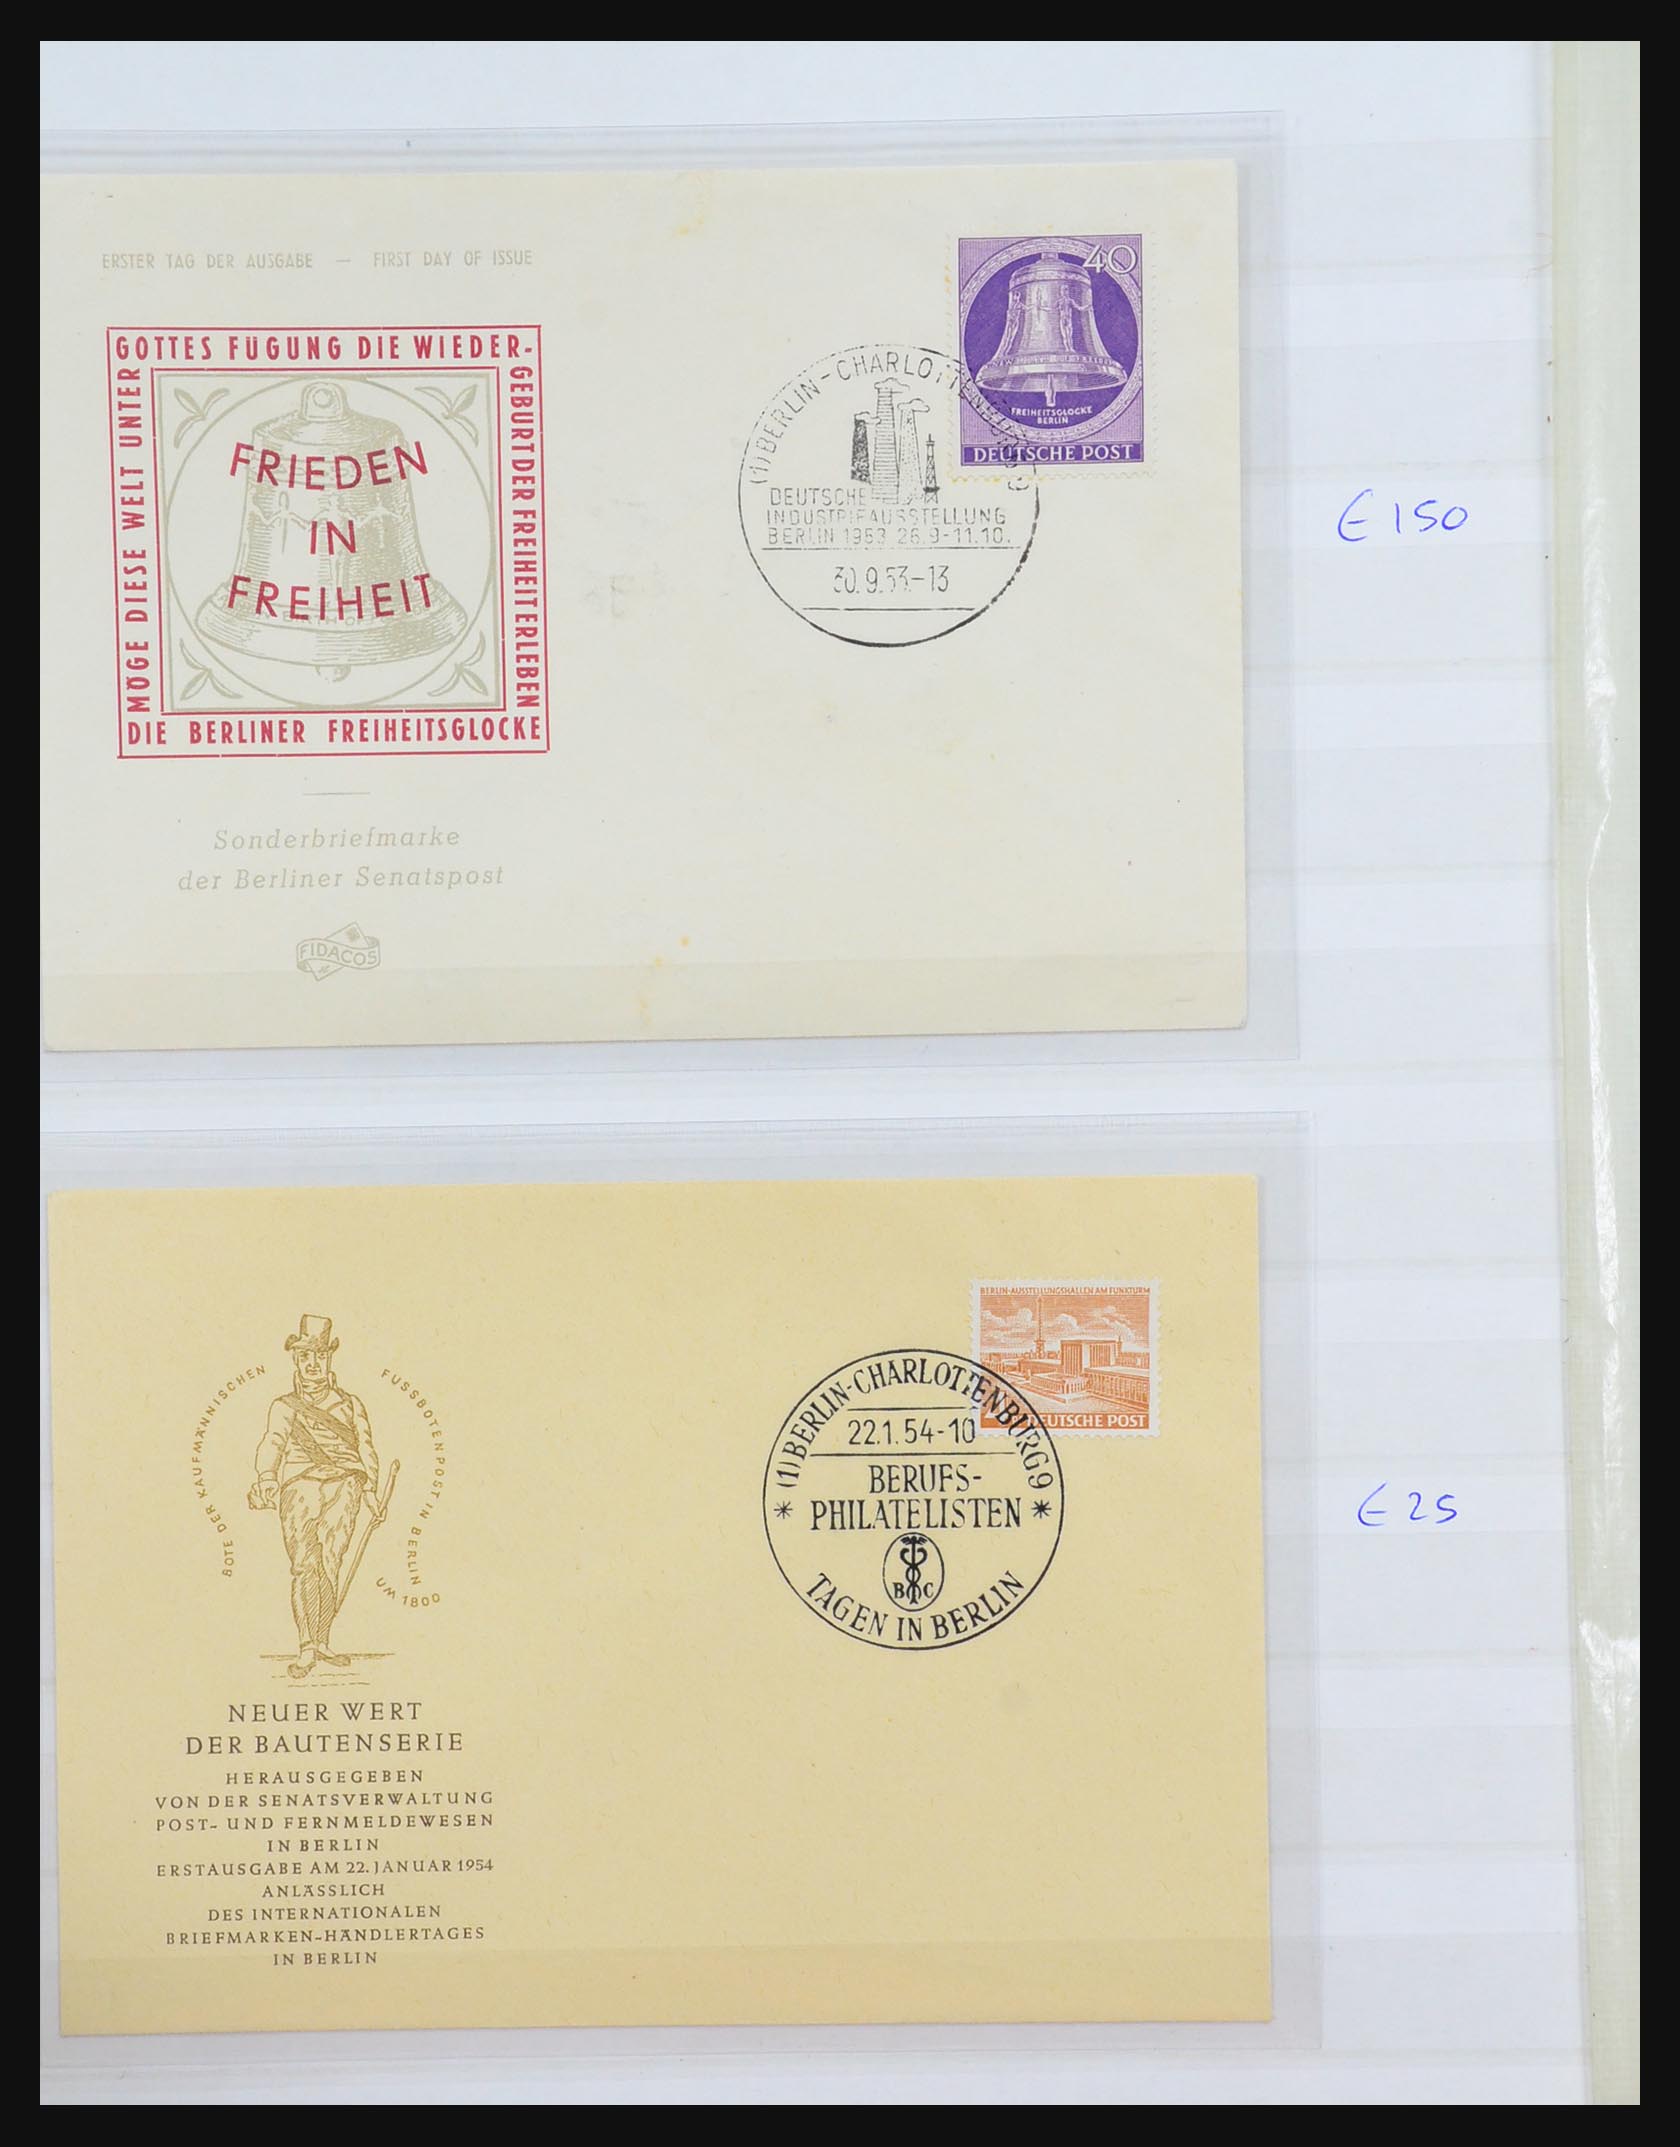 ERSTER TAG DER AUSGABE — FIRST DAY OF ISSUE
GOTTES FÜGUNG DIE WIEDER-
GEBURT DER FREIHEIT ERLEBEN
MÖGE DIESE WELT UNTER
FRIEDEN
IN
FREIHEIT
DIE BERLINER FREIHEITSGLOCKE
Sonderbriefmarke
der Berliner Senatspost
FIDACOS
40
FREIHEITSGLOCKE
BERLIN
DEUTSCHE POST
(1) BERLIN-CHARLOTTENBURG
DEUTSCHE
INDUSTRIEAUSSTELLUNG
BERLIN 1953 26.9-11.10.
30.9.53-13
€ 150
BOTE DER KAUFMÄNNISCHEN
FUSSBOTENPOST IN BERLIN
UM 1800
NEUER WERT
DER BAUTENSERIE
HERAUSGEGEBEN
VON DER SENATSVERWALTUNG
POST- UND FERNMELDEWESEN
IN BERLIN
ERSTAUSGABE AM 22. JANUAR 1954
ANLÄSSLICH
DES INTERNATIONALEN
BRIEFMARKEN-HÄNDLERTAGES
IN BERLIN
BERLIN-AUSSTELLUNGSHALLEN AM FUNKTURM
DEUTSCHE POST
(1) BERLIN-CHARLOTTENBURG 9
22.1.54-10
BERUFS-
* PHILATELISTEN *
B C
TAGEN IN BERLIN
€ 25